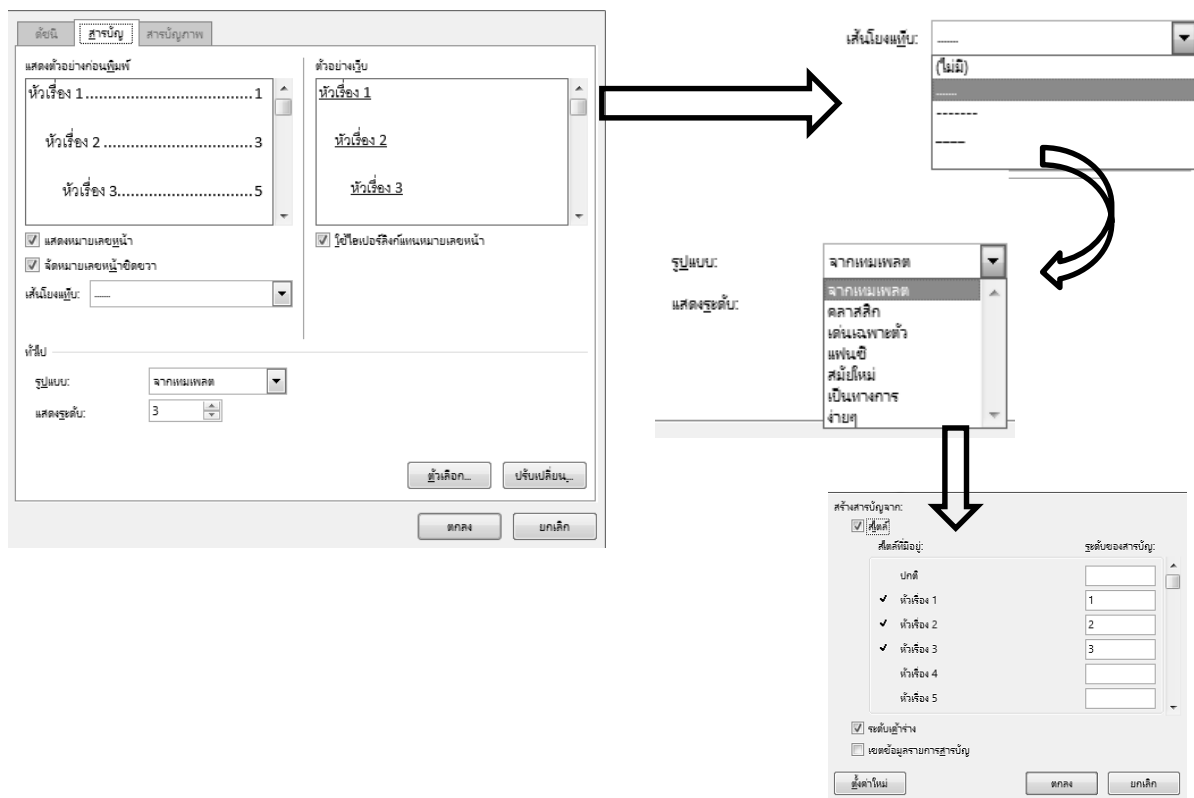 ดัชนี สารบัญ สารบัญภาพ
แสดงตัวอย่างก่อนพิมพ์
หัวเรื่อง 1........................................1
หัวเรื่อง 2 ...................................3
หัวเรื่อง 3................................5
ตัวอย่างเว็บ
หัวเรื่อง 1
หัวเรื่อง 2
หัวเรื่อง 3
แสดงหมายเลขหน้า
จัดหมายเลขหน้าชิดขวา
เส้นโยงแท็บ: .......
ใช้ไฮเปอร์ลิงก์แทนหมายเลขหน้า
ทั่วไป
รูปแบบ: จากเทมเพลต
แสดงระดับ: 3
ตัวเลือก... ปรับเปลี่ยน...
ตกลง ยกเลิก
เส้นโยงแท็บ: .......
(ไม่มี)
.......
-------
____
รูปแบบ: จากเทมเพลต
แสดงระดับ:
จากเทมเพลต
คลาสสิก
เด่นเฉพาะตัว
แฟนซี
สมัยใหม่
เป็นทางการ
ง่ายๆ
สร้างสารบัญจาก:
สไตล์
สไตล์ที่มีอยู่: ระดับของสารบัญ:
ปกติ
หัวเรื่อง 1 1
หัวเรื่อง 2 2
หัวเรื่อง 3 3
หัวเรื่อง 4
หัวเรื่อง 5
ระดับเค้าร่าง
เขตข้อมูลรายการสารบัญ
ตั้งค่าใหม่ ตกลง ยกเลิก